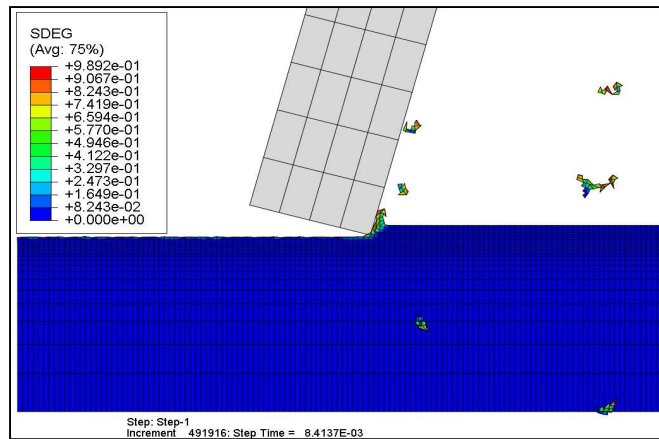 SDEG
(Avg: 75%)
+9.892e-01
+9.067e-01
+8.243e-01
+7.419e-01
+6.594e-01
+5.770e-01
+4.946e-01
+4.122e-01
+3.297e-01
+2.473e-01
+1.649e-01
+8.243e-02
+0.000e+00
Step: Step-1
Increment 491916: Step Time = 8.4137E-03